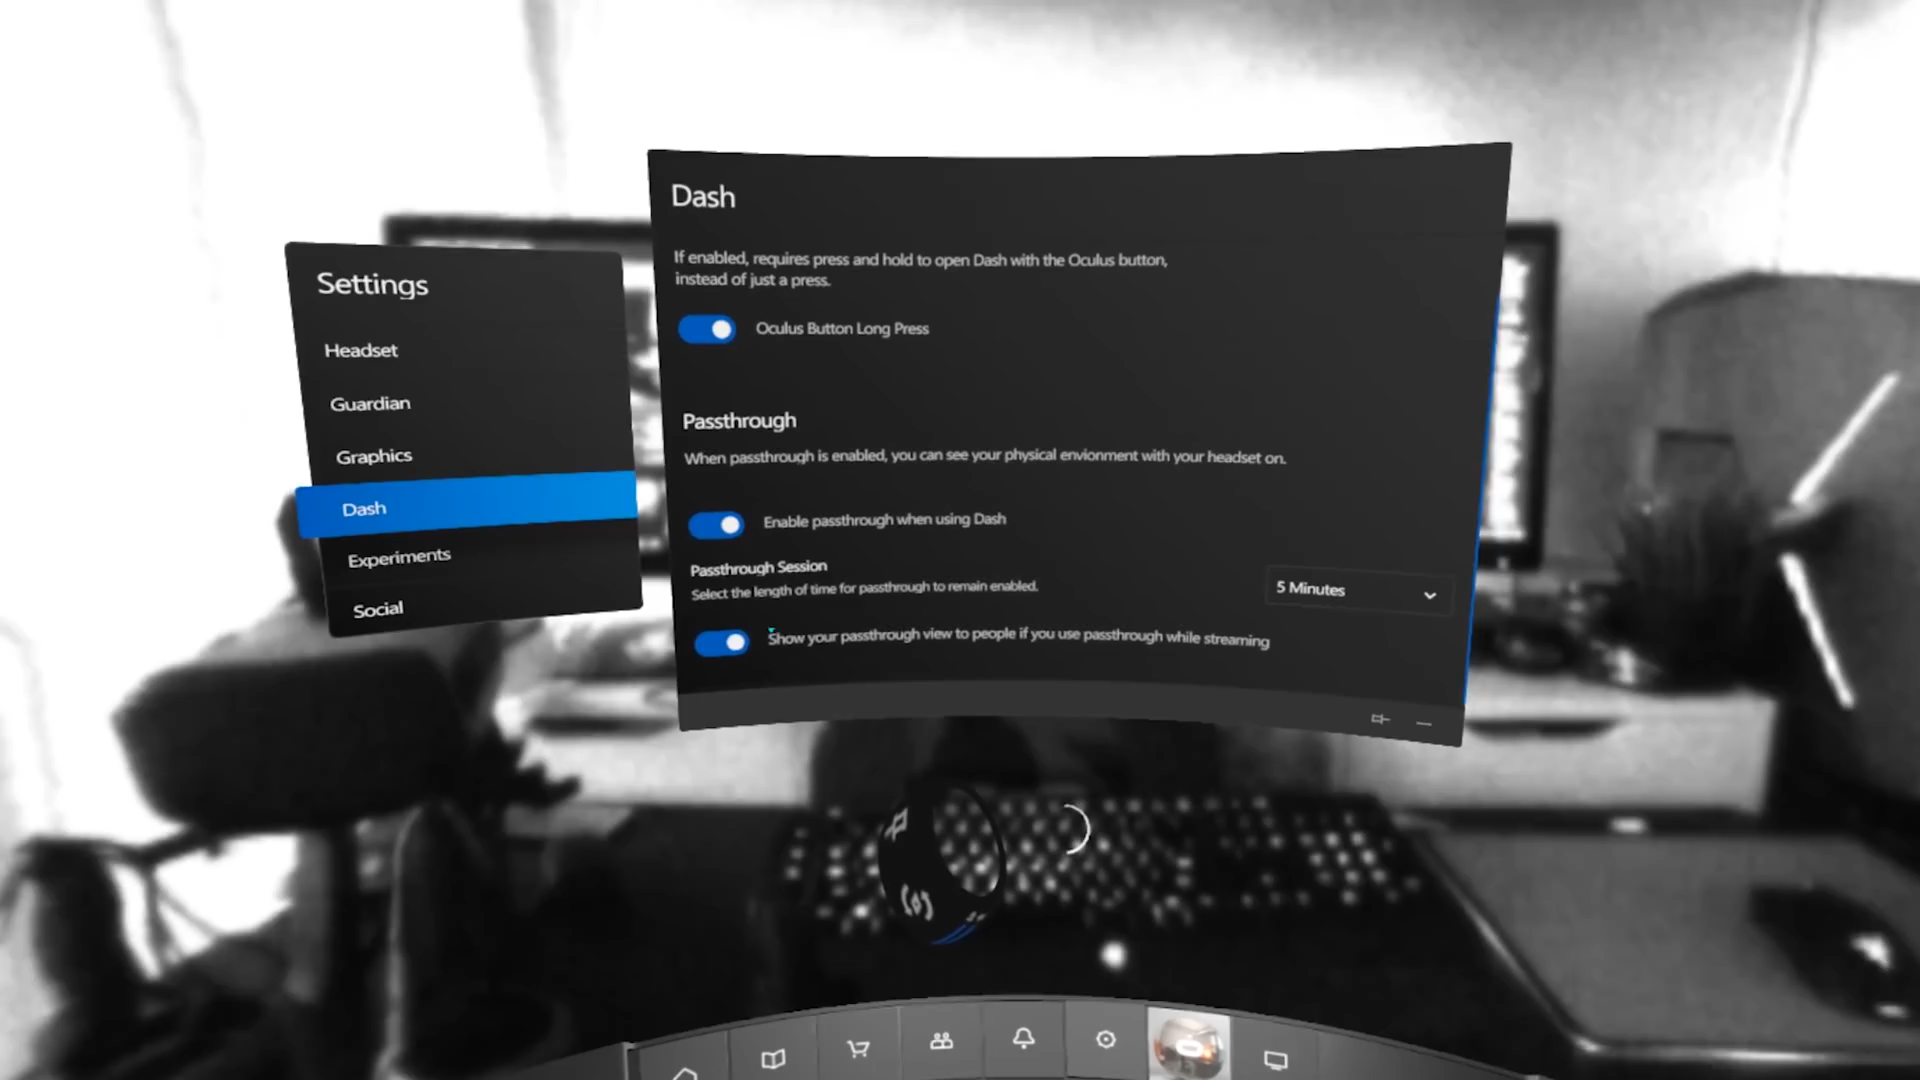 Settings
Headset
Guardian
Graphics
Dash
Experiments
Social
Dash
If enabled, requires press and hold to open Dash with the Oculus button,
instead of just a press.
Oculus Button Long Press
Passthrough
When passthrough is enabled, you can see your physical envionment with your headset on.
Enable passthrough when using Dash
Passthrough Session
Select the length of time for passthrough to remain enabled.
5 Minutes
Show your passthrough view to people if you use passthrough while streaming